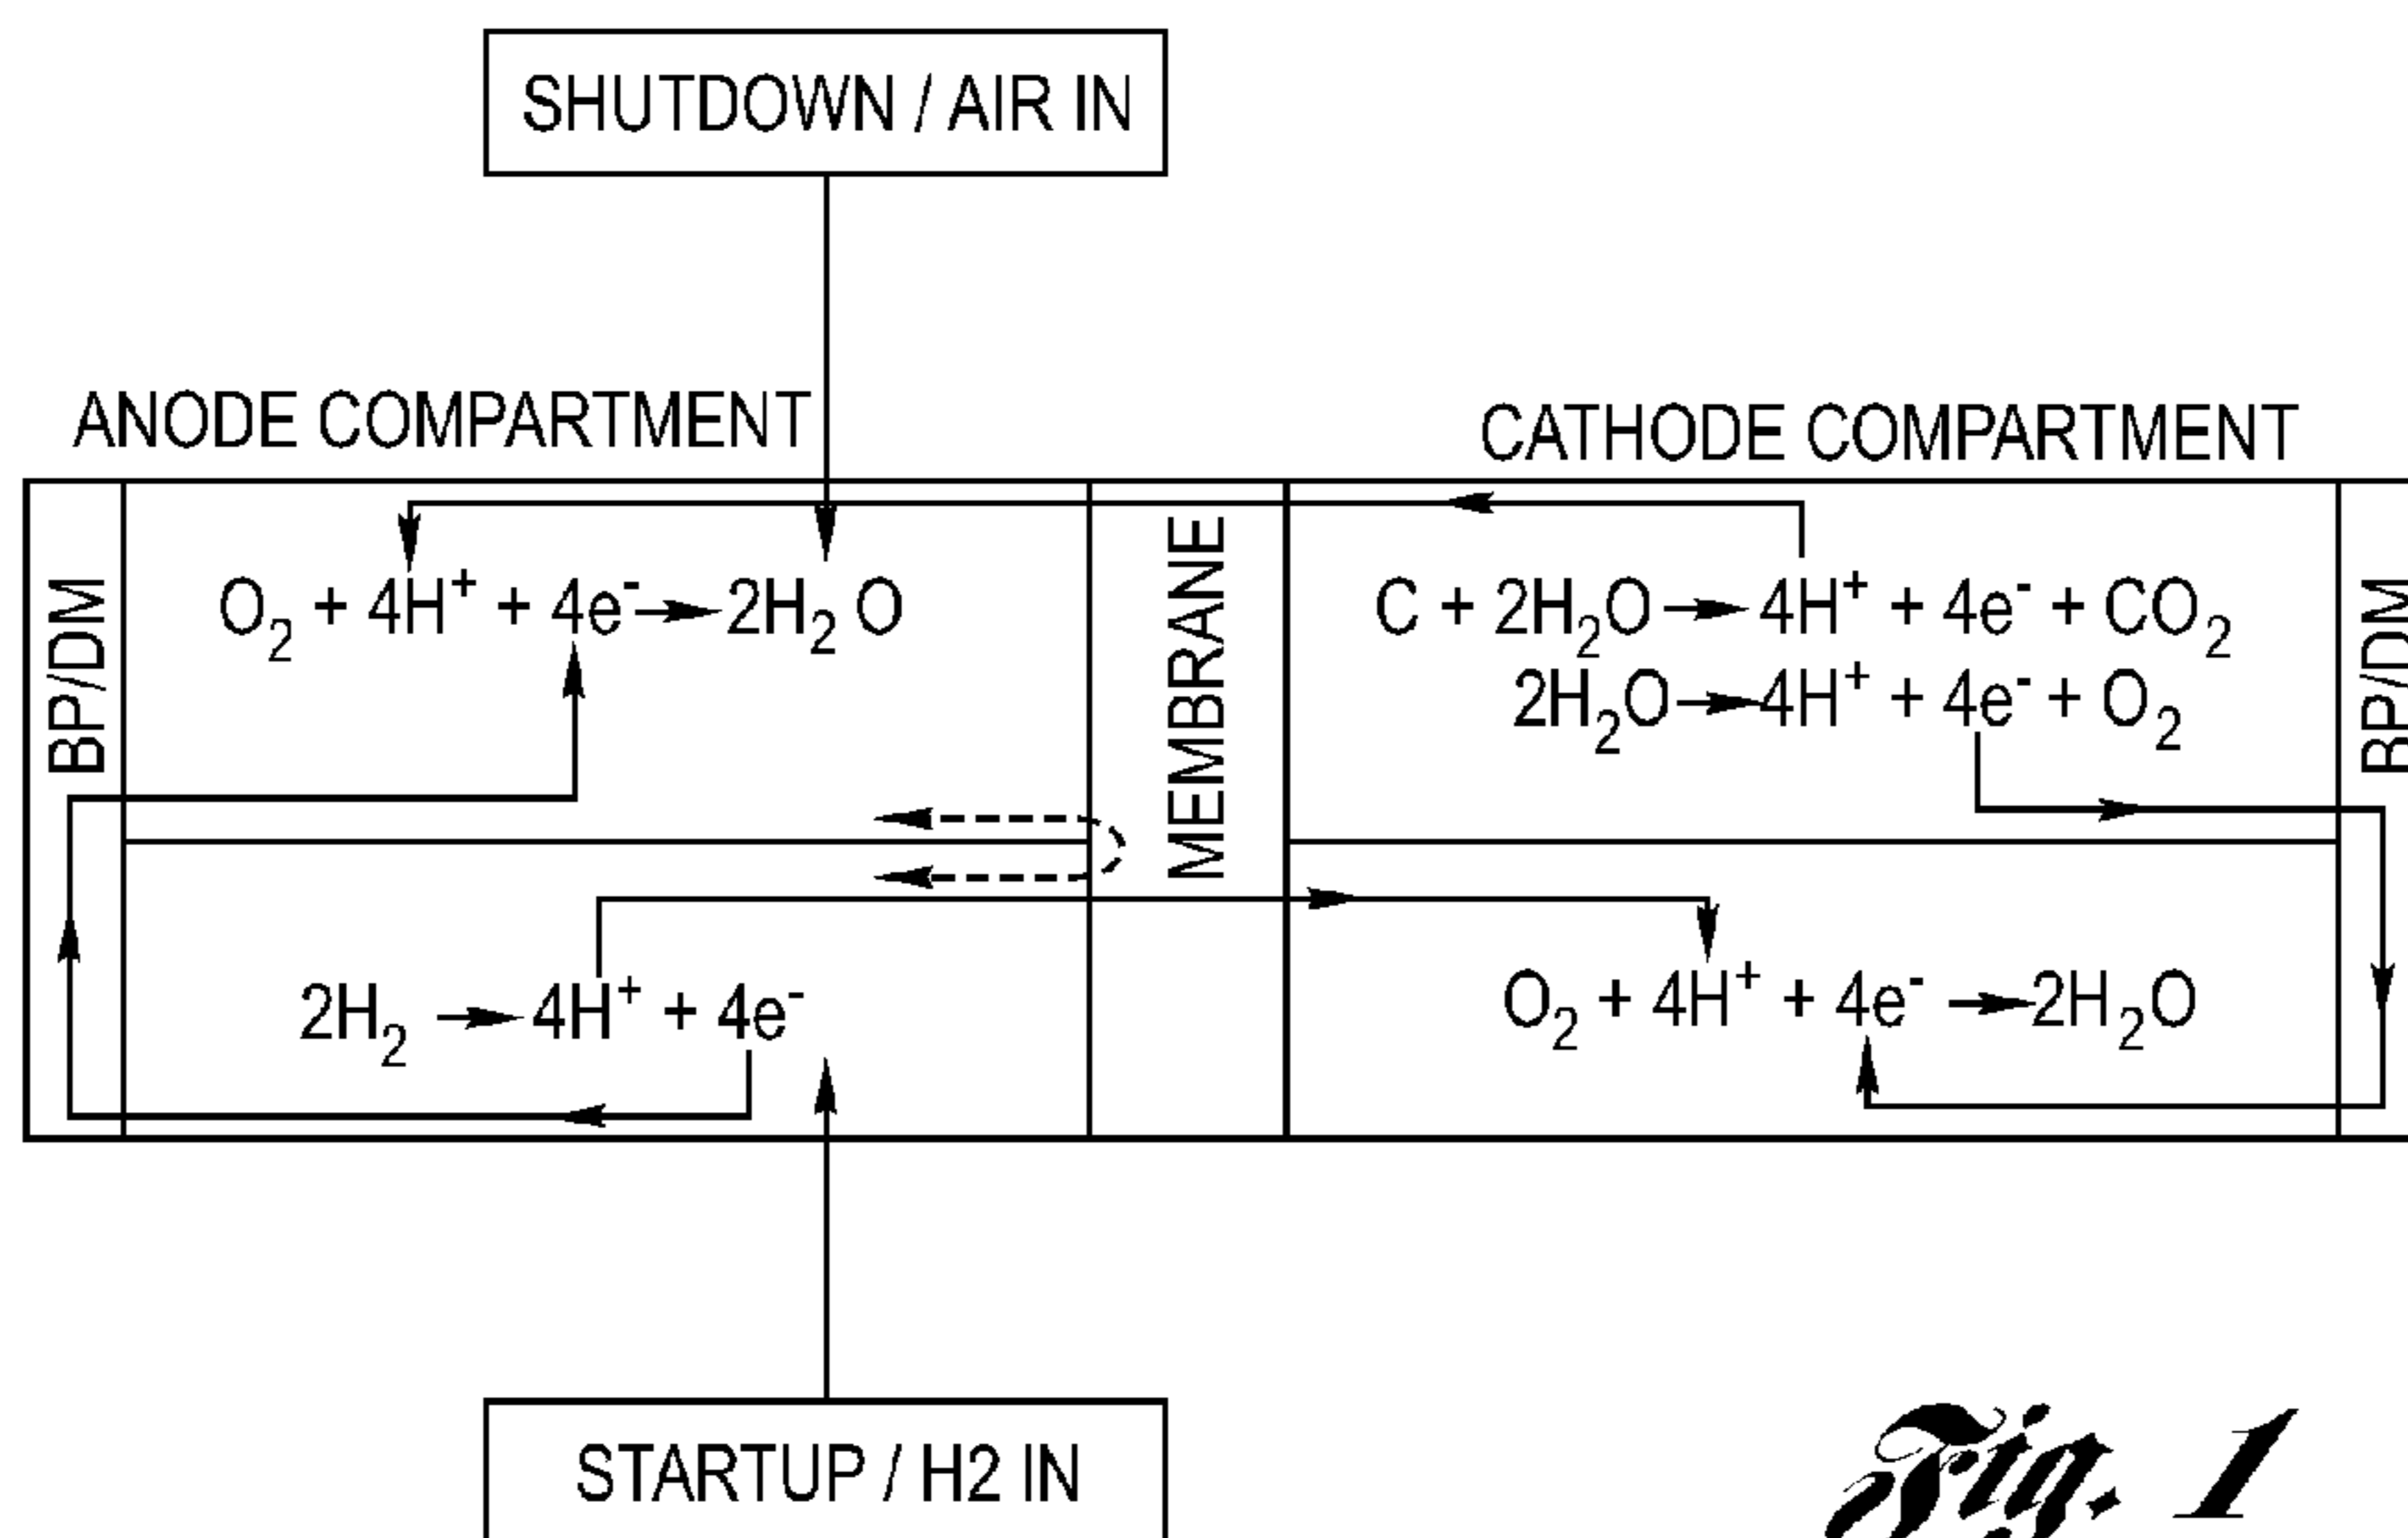 SHUTDOWN / AIR IN
ANODE COMPARTMENT
CATHODE COMPARTMENT
BP/DM
O₂ + 4H⁺ + 4e⁻→2H₂ O
MEMBRANE
C + 2H₂O→4H⁺ + 4e⁻ + CO₂
2H₂O→4H⁺ + 4e⁻ + O₂
BP/DM
2H₂ →4H⁺ + 4e⁻
O₂ + 4H⁺ + 4e⁻ →2H₂O
STARTUP / H2 IN
Fig. 1